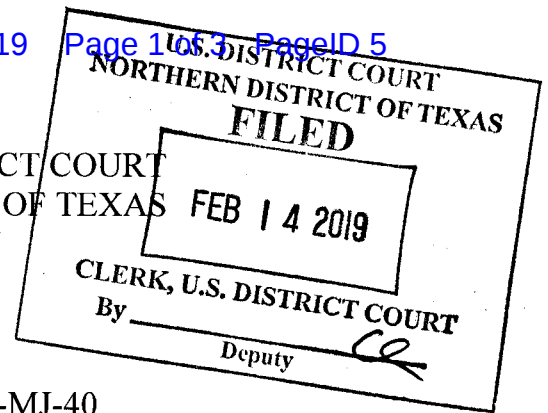 19 Page 1 of 3 PageID 5
U.S. DISTRICT COURT
NORTHERN DISTRICT OF TEXAS
FILED
CT COURT
OF TEXAS
FEB 14 2019
CLERK, U.S. DISTRICT COURT
By
Deputy
-MJ-40